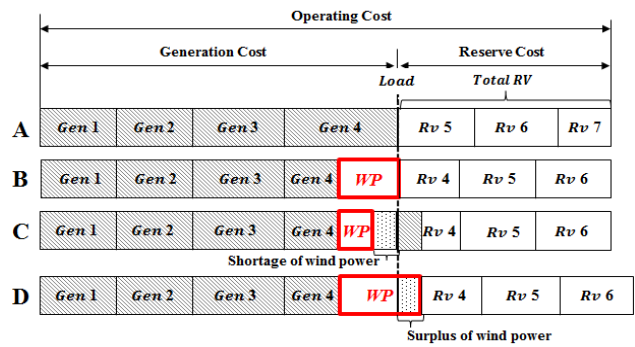 Operating Cost
Generation Cost Reserve Cost
Load Total RV
A Gen 1 Gen 2 Gen 3 Gen 4 Rv 5 Rv 6 Rv 7
B Gen 1 Gen 2 Gen 3 Gen 4 WP Rv 4 Rv 5 Rv 6
C Gen 1 Gen 2 Gen 3 Gen 4 WP Rv 4 Rv 5 Rv 6
Shortage of wind power
D Gen 1 Gen 2 Gen 3 Gen 4 WP Rv 4 Rv 5 Rv 6
Surplus of wind power